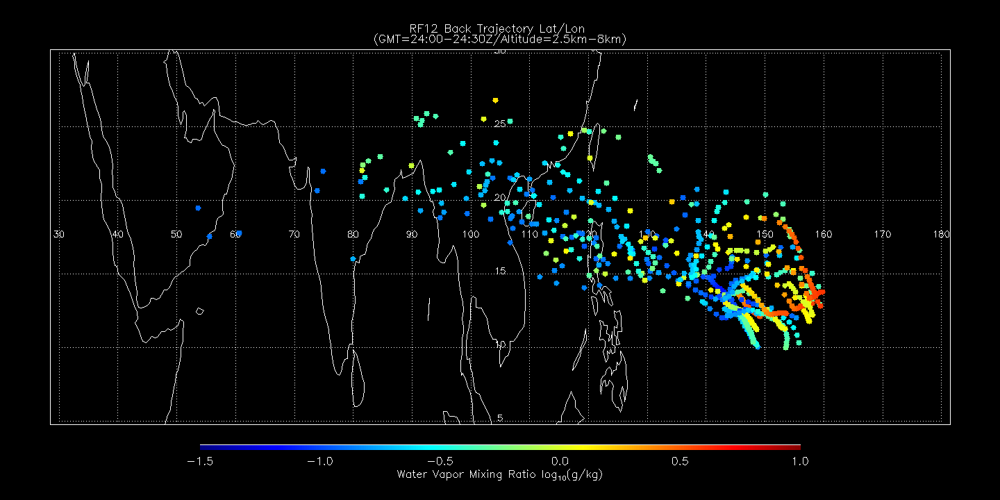 RF12 Back Trajectory Lat/Lon
(GMT=24:00-24:30Z/Altitude=2.5km-8km)
30
25
20
30 40 50 60 70 80 90 100 110 120 130 140 150 160 170 180
15
10
5
-1.5 -1.0 -0.5 0.0 0.5 1.0
Water Vapor Mixing Ratio log10(g/kg)